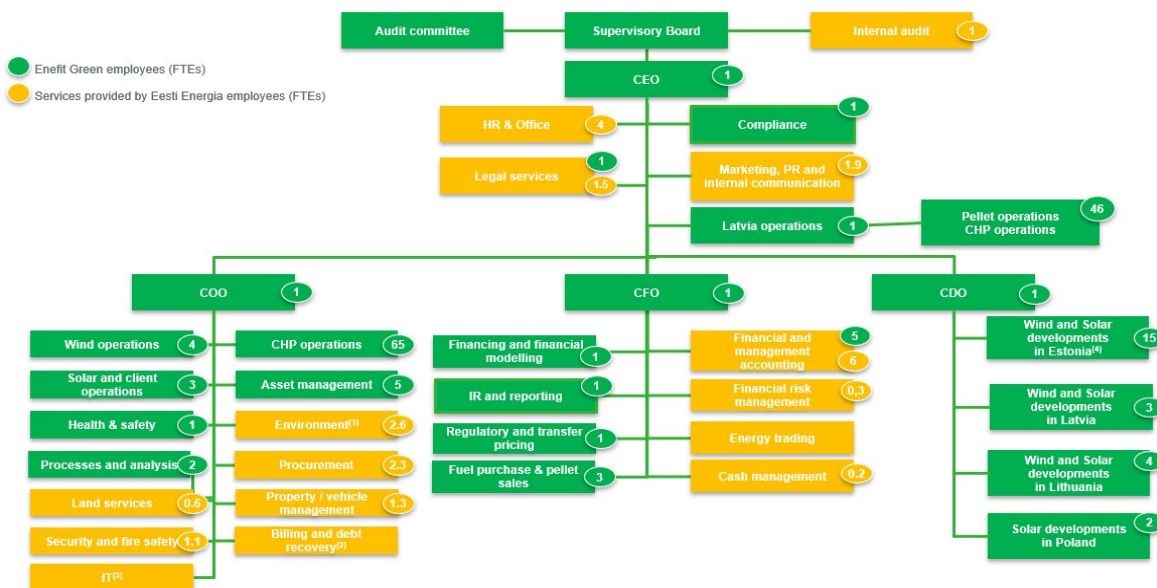 Audit committee
Supervisory Board
Internal audit
1
Enefit Green employees (FTEs)
Services provided by Eesti Energia employees (FTEs)
CEO
1
HR & Office
4
Compliance
1
Legal services
1
1.5
Marketing, PR and
internal communication
1.9
Latvia operations
1
Pellet operations
CHP operations
46
COO
1
CFO
1
CDO
1
Wind operations
4
CHP operations
65
Solar and client
operations
3
Asset management
5
Health & safety
1
Environment(1)
2.6
Processes and analysis
2
Procurement
2.3
Land services
0.6
Property / vehicle
management
1.3
Security and fire safety
1.1
Billing and debt
recovery(2)
IT(3)
Financing and financial
modelling
1
Financial and
management
accounting
5
6
IR and reporting
1
Financial risk
management
0,3
Regulatory and transfer
pricing
1
Energy trading
Fuel purchase & pellet
sales
3
Cash management
0.2
Wind and Solar
developments
in Estonia(4)
15
Wind and Solar
developments
in Latvia
3
Wind and Solar
developments
in Lithuania
4
Solar developments
in Poland
2